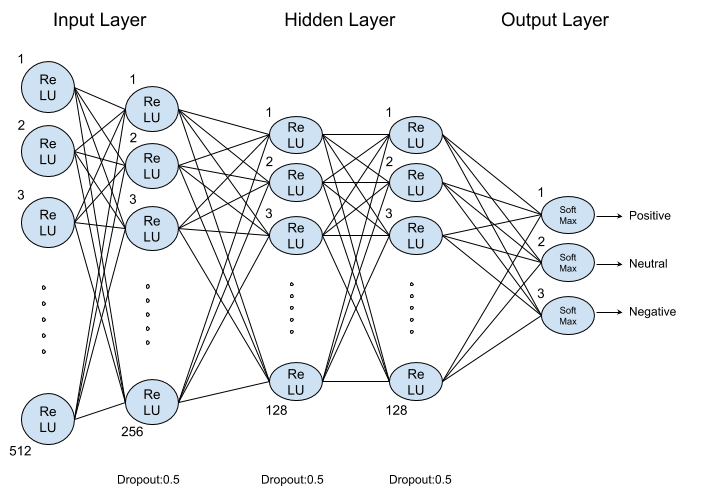 Input Layer
Hidden Layer
Output Layer
1
Re
LU
2
Re
LU
3
Re
LU
Re
LU
512
1
Re
LU
2
Re
LU
3
Re
LU
Re
LU
256
1
Re
LU
2
Re
LU
3
Re
LU
Re
LU
128
1
Re
LU
2
Re
LU
3
Re
LU
Re
LU
128
1
Soft
Max
Positive
2
Soft
Max
Neutral
3
Soft
Max
Negative
Dropout:0.5
Dropout:0.5
Dropout:0.5